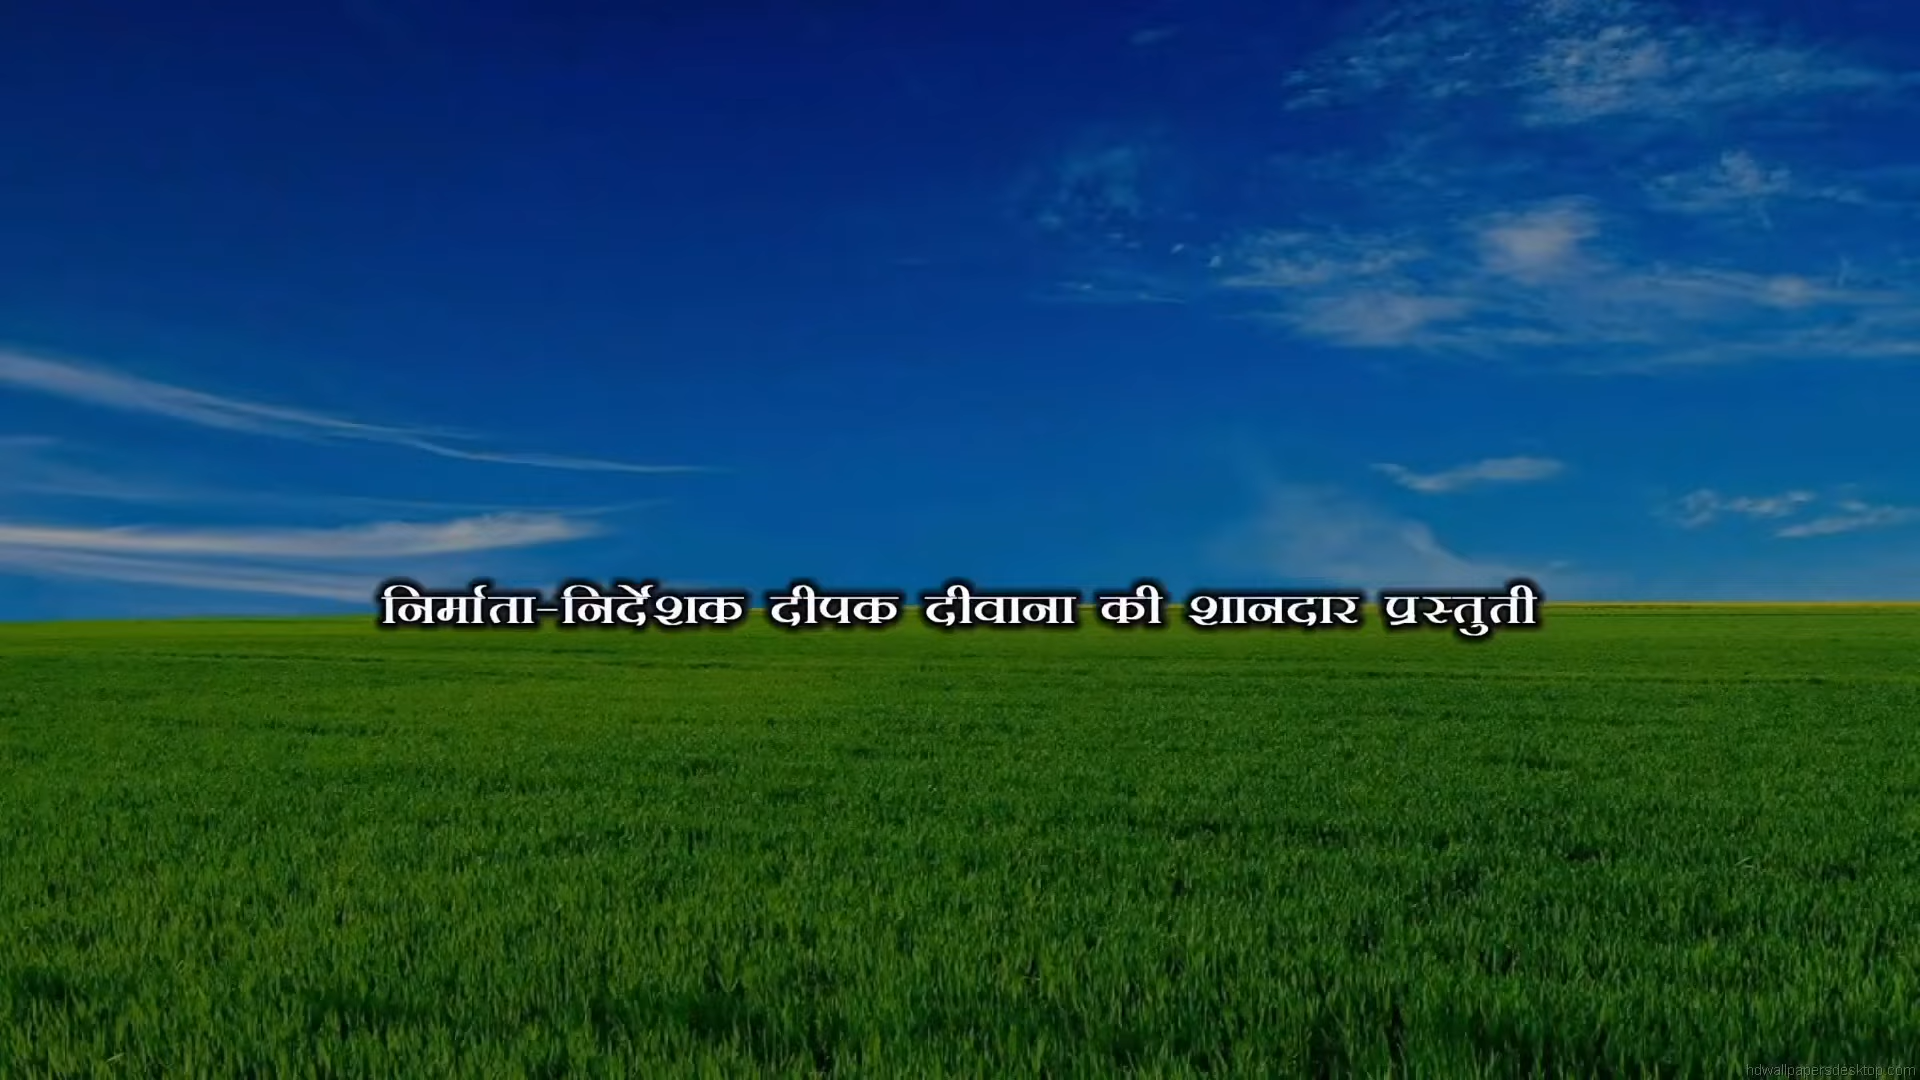 निर्माता-निर्देशक दीपक दीवाना की शानदार प्रस्तुती
hdwallpapersdesktop.com